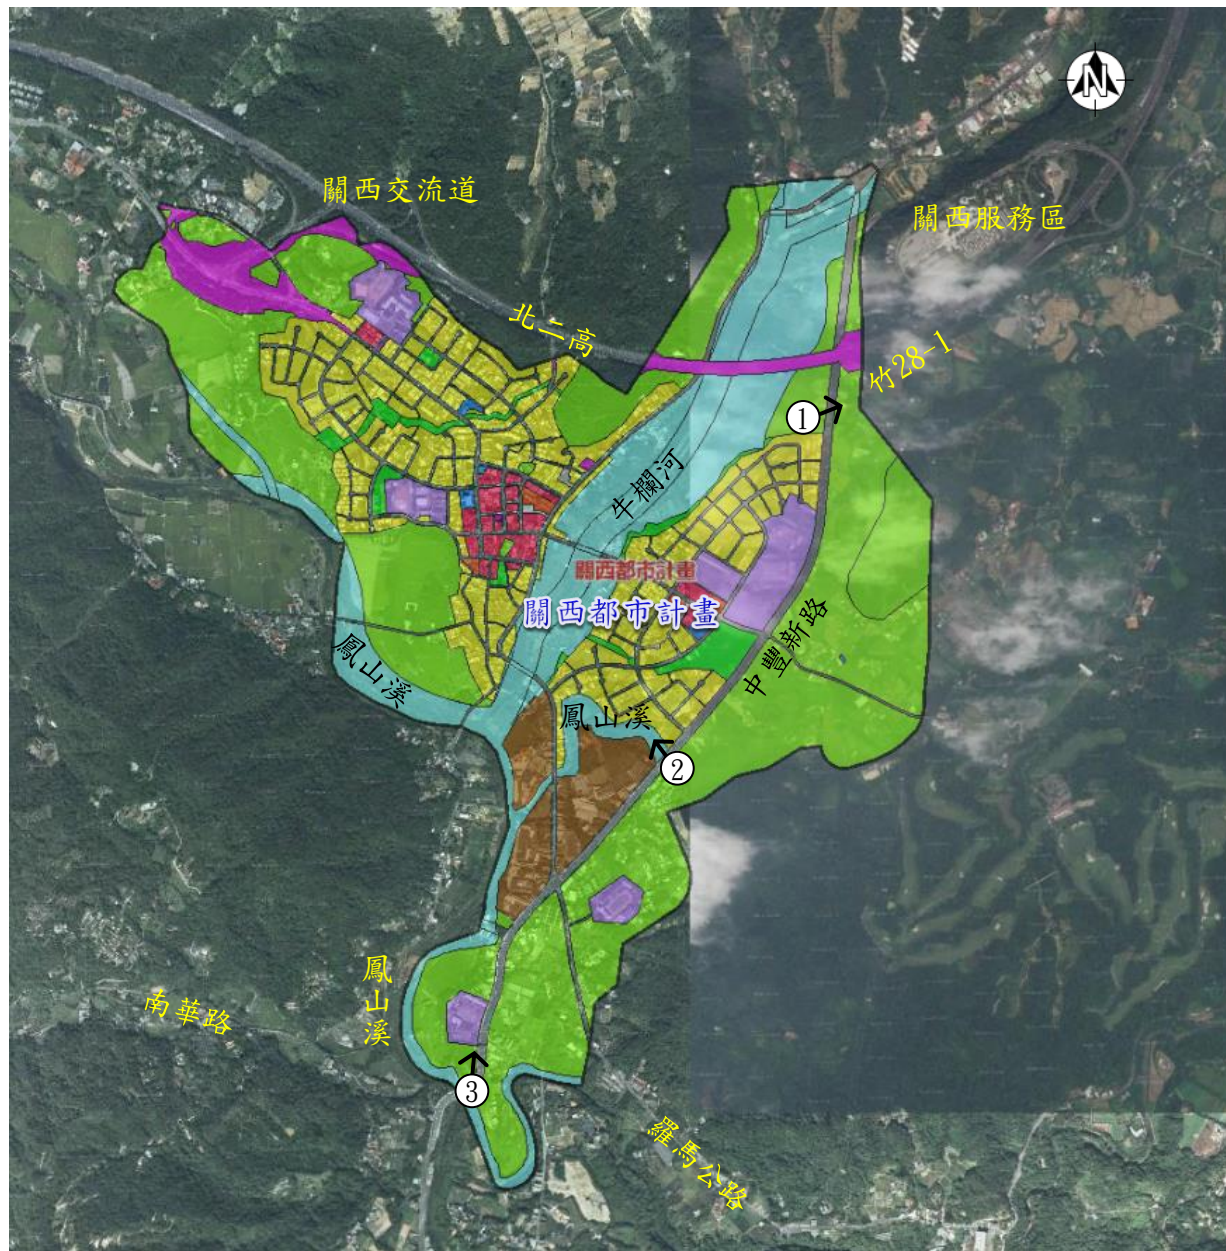 N
關西交流道
關西服務區
北二高
竹28-1
①
牛欄河
關西都市計畫
關西都市計畫
中豐新路
鳳山溪
鳳山溪
②
鳳山溪
南華路
③
羅馬公路